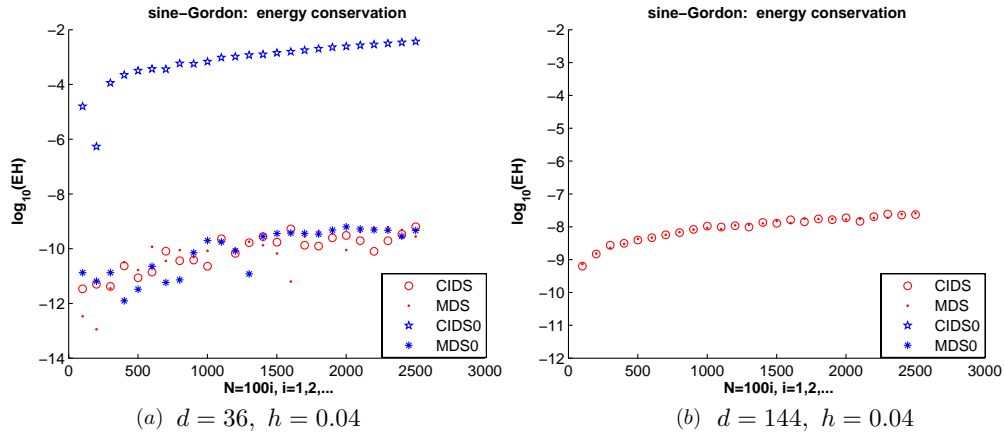 sine−Gordon: energy conservation
−2
−4
−6
−8
−10
−12
−14
log10(EH)
0 500 1000 1500 2000 2500 3000
N=100i, i=1,2,...
CIDS
MDS
CIDS0
MDS0
(a) d = 36, h = 0.04
sine−Gordon: energy conservation
−2
−3
−4
−5
−6
−7
−8
−9
−10
−11
−12
log10(EH)
0 500 1000 1500 2000 2500 3000
N=100i, i=1,2,...
CIDS
MDS
CIDS0
MDS0
(b) d = 144, h = 0.04